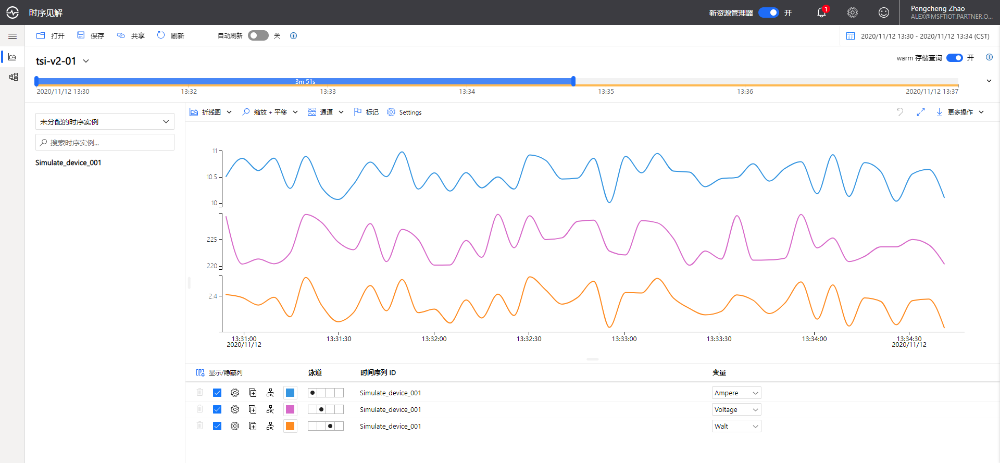 时序见解
新资源管理器 开 1
Pengcheng Zhao
ALEX@MSFTIOT.PARTNER.O...
打开 保存 共享 刷新 自动刷新 关
2020/11/12 13:30 - 2020/11/12 13:34 (CST)
tsi-v2-01
warm 存储查询 开
3m 51s
2020/11/12 13:30 13:32 13:33 13:34 13:35 13:36 2020/11/12 13:37
未分配的时序实例
搜索时序实例...
Simulate_device_001
折线图 缩放 + 平移 通道 标记 Settings 更多操作
11
10.5
10
225
220
2.4
13:31:00 13:31:30 13:32:00 13:32:30 13:33:00 13:33:30 13:34:00 13:34:30
2020/11/12 2020/11/12
显示/隐藏列 泳道 时间序列 ID 变量
Simulate_device_001 Ampere
Simulate_device_001 Voltage
Simulate_device_001 Walt